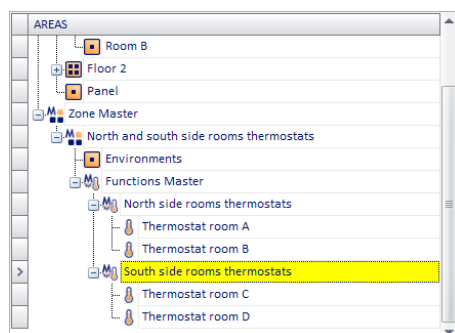 AREAS
Room B
Floor 2
Panel
Zone Master
North and south side rooms thermostats
Environments
Functions Master
North side rooms thermostats
Thermostat room A
Thermostat room B
South side rooms thermostats
Thermostat room C
Thermostat room D